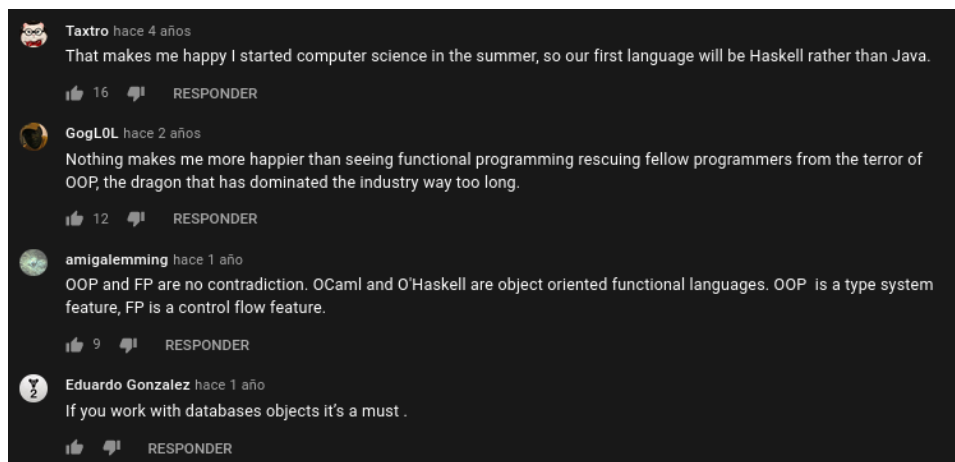 Taxtro hace 4 años
That makes me happy I started computer science in the summer, so our first language will be Haskell rather than Java.
16 RESPONDER
GogL0L hace 2 años
Nothing makes me more happier than seeing functional programming rescuing fellow programmers from the terror of
OOP, the dragon that has dominated the industry way too long.
12 RESPONDER
amigalemming hace 1 año
OOP and FP are no contradiction. OCaml and O'Haskell are object oriented functional languages. OOP  is a type system
feature, FP is a control flow feature.
9 RESPONDER
Eduardo Gonzalez hace 1 año
If you work with databases objects it's a must .
RESPONDER